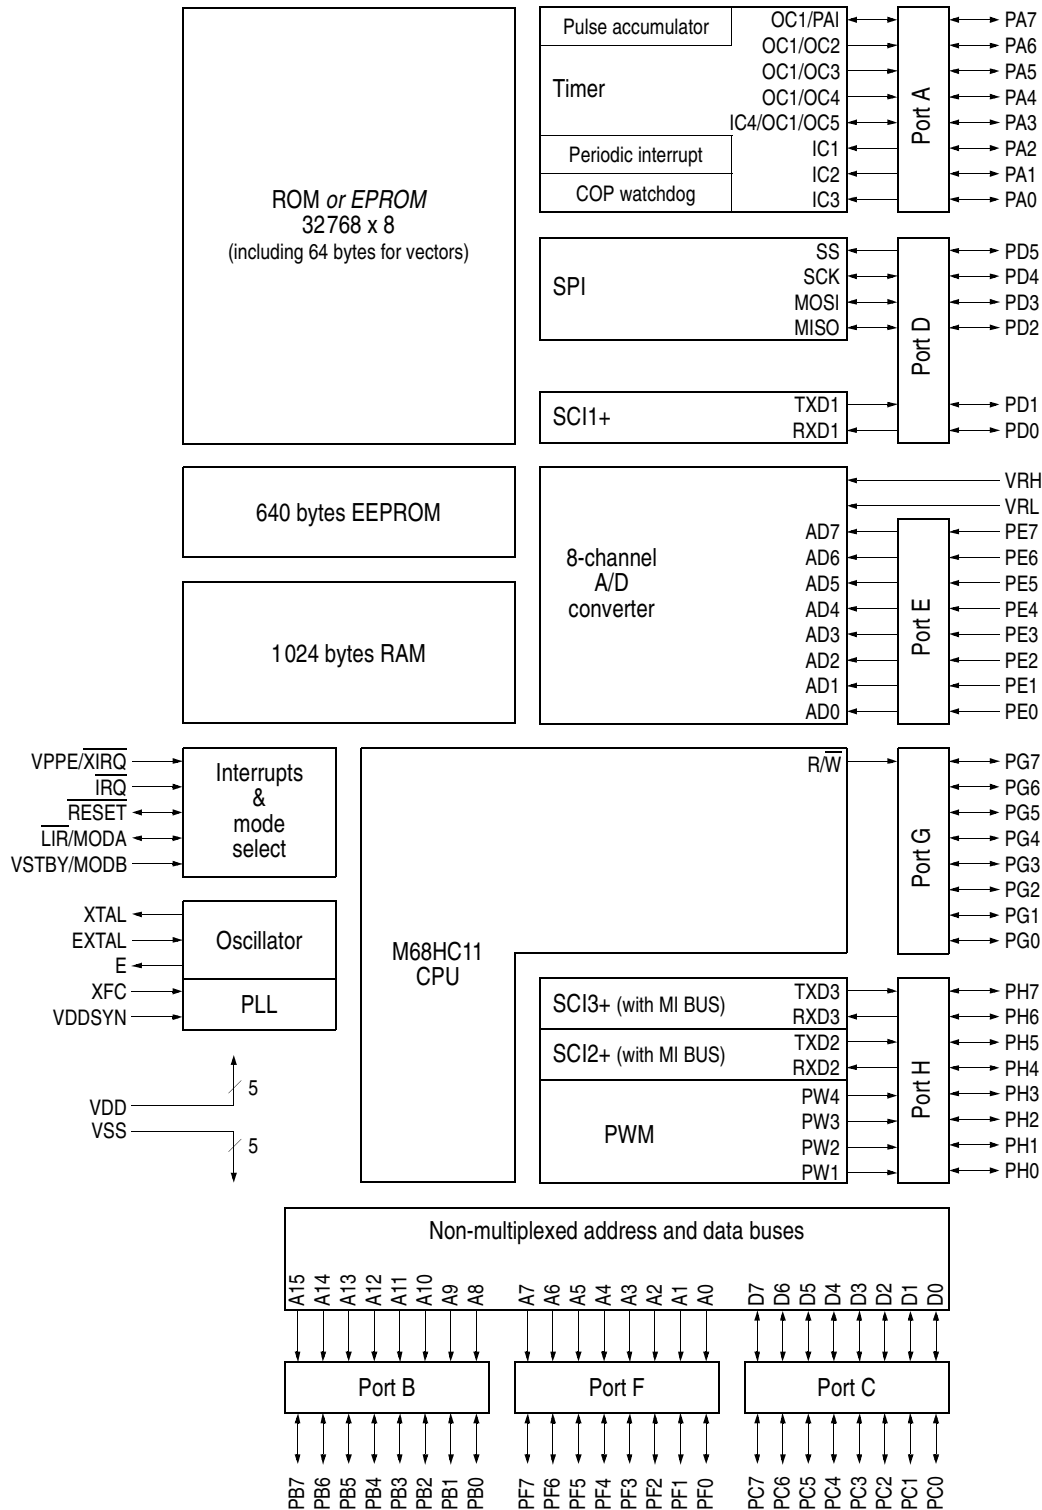 ROM or EPROM
32768 x 8
(including 64 bytes for vectors)
640 bytes EEPROM
1024 bytes RAM
Pulse accumulator
Timer
Periodic interrupt
COP watchdog
OC1/PAI
OC1/OC2
OC1/OC3
OC1/OC4
IC4/OC1/OC5
IC1
IC2
IC3
Port A
PA7
PA6
PA5
PA4
PA3
PA2
PA1
PA0
SPI
SS
SCK
MOSI
MISO
SCI1+
TXD1
RXD1
Port D
PD5
PD4
PD3
PD2
PD1
PD0
8-channel
A/D
converter
AD7
AD6
AD5
AD4
AD3
AD2
AD1
AD0
Port E
VRH
VRL
PE7
PE6
PE5
PE4
PE3
PE2
PE1
PE0
VPPE/XIRQ
IRQ
RESET
LIR/MODA
VSTBY/MODB
Interrupts
&
mode
select
XTAL
EXTAL
E
XFC
VDDSYN
Oscillator
PLL
VDD
VSS
5
5
M68HC11
CPU
R/W
Port G
PG7
PG6
PG5
PG4
PG3
PG2
PG1
PG0
SCI3+ (with MI BUS)
TXD3
RXD3
SCI2+ (with MI BUS)
TXD2
RXD2
PWM
PW4
PW3
PW2
PW1
Port H
PH7
PH6
PH5
PH4
PH3
PH2
PH1
PH0
Non-multiplexed address and data buses
A15
A14
A13
A12
A11
A10
A9
A8
A7
A6
A5
A4
A3
A2
A1
A0
D7
D6
D5
D4
D3
D2
D1
D0
Port B
Port F
Port C
PB7
PB6
PB5
PB4
PB3
PB2
PB1
PB0
PF7
PF6
PF5
PF4
PF3
PF2
PF1
PF0
PC7
PC6
PC5
PC4
PC3
PC2
PC1
PC0